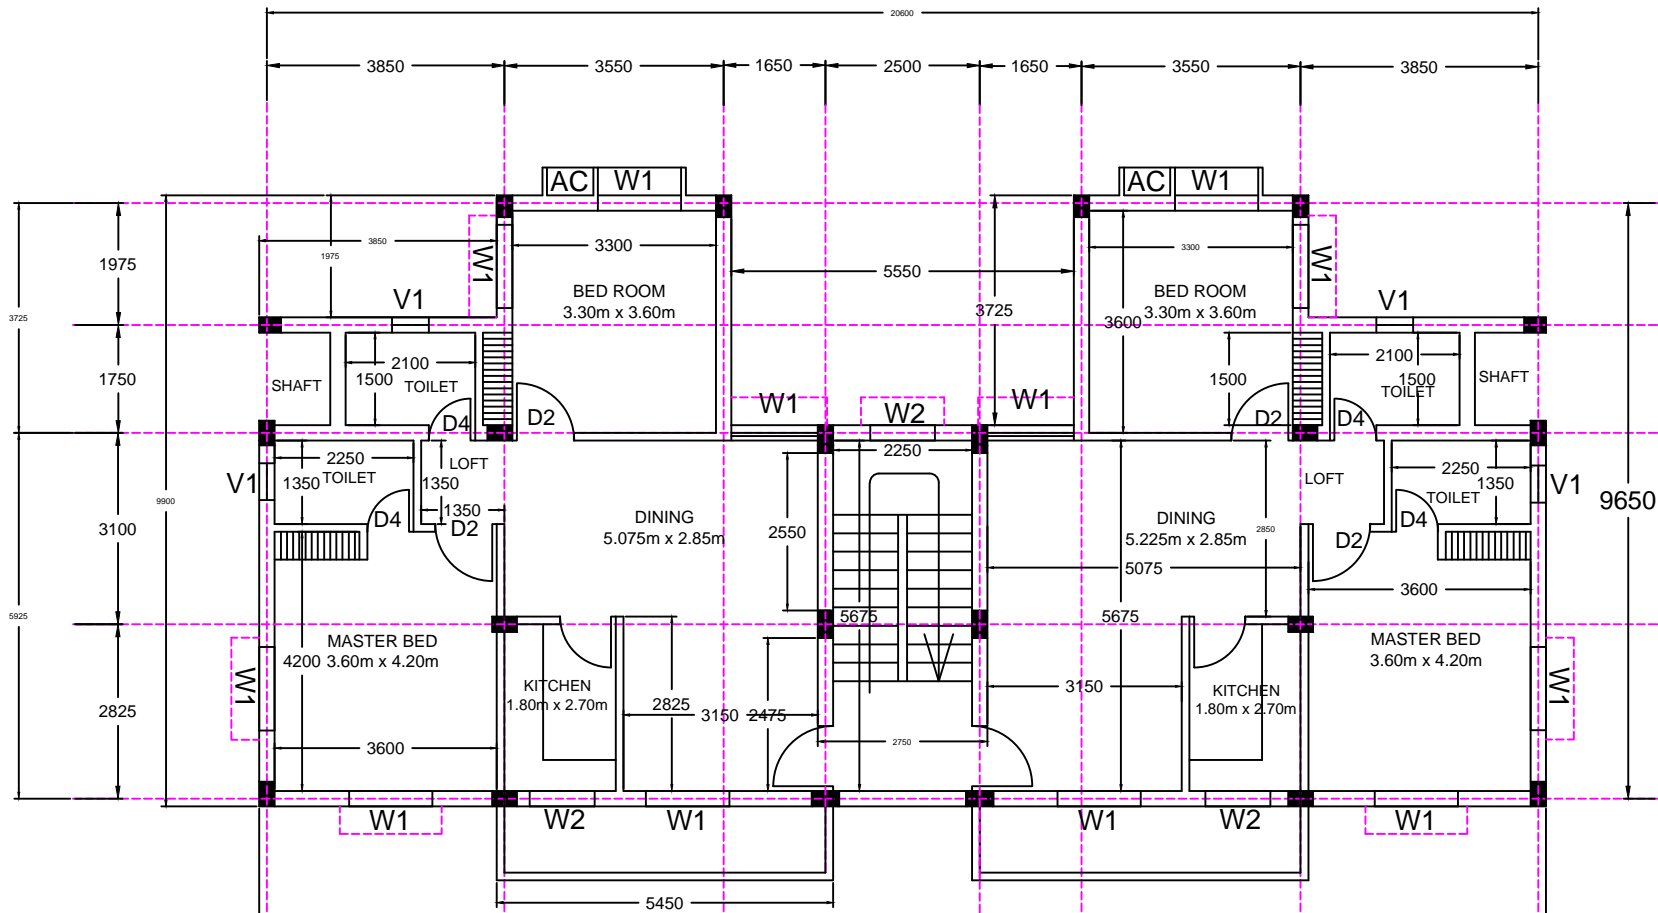 20600
3850
3550
1650
2500
1650
3550
3850
AC
W1
AC
W1
1975
3850
1975
W1
3300
5550
3300
W1
BED ROOM
3.30m x 3.60m
BED ROOM
3.30m x 3.60m
V1
V1
3725
3725
3600
1750
SHAFT
2100
1500
TOILET
1500
2100
1500
TOILET
SHAFT
W1
W2
W1
D4
D2
D2
D4
9900
9650
V1
2250
TOILET
1350
LOFT
1350
1350
2250
LOFT
2250
1350
TOILET
V1
3100
D4
D2
DINING
5.075m x 2.85m
2550
DINING
5.225m x 2.85m
2850
D2
D4
5075
3600
5925
5675
5675
MASTER BED
3.60m x 4.20m
4200
MASTER BED
3.60m x 4.20m
W1
KITCHEN
1.80m x 2.70m
3150
KITCHEN
1.80m x 2.70m
W1
2825
2825
3150
2475
3600
2750
W1
W2
W1
W1
W2
W1
5450